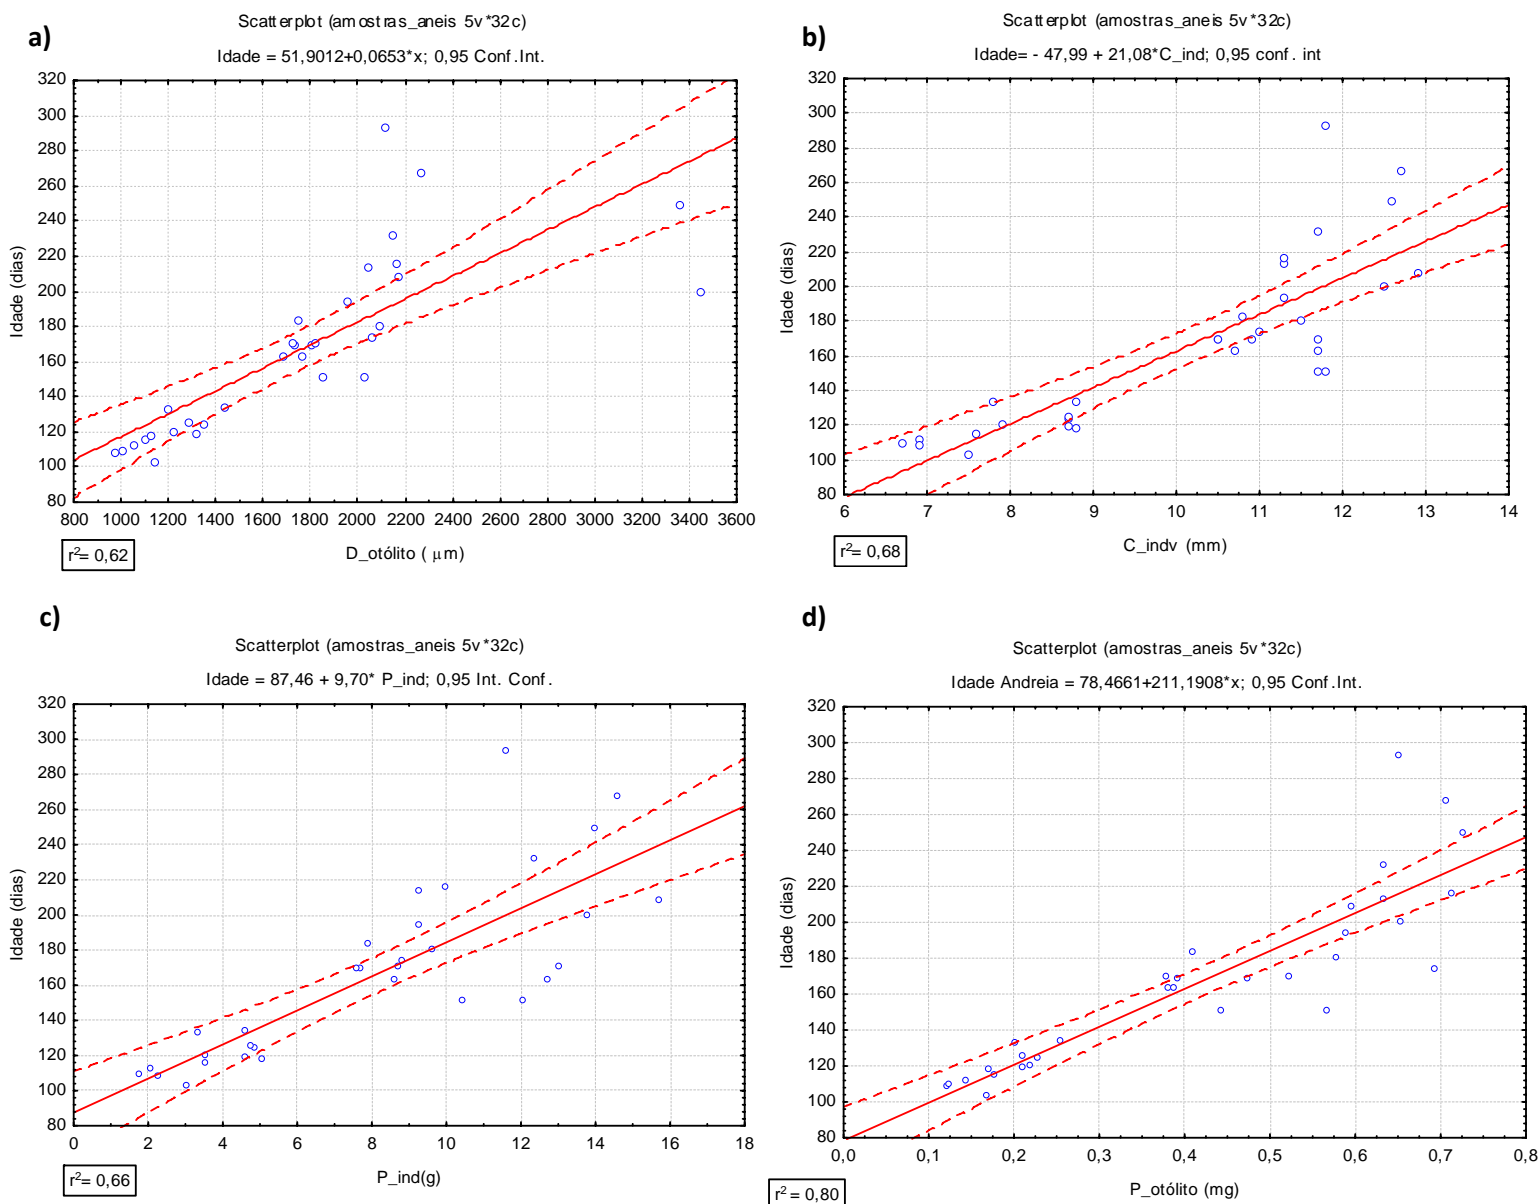 a)
Scatterplot (amostras_aneis 5v*32c)
Idade = 51,9012+0,0653*x; 0,95 Conf.Int.
320
300
280
260
240
220
200
180
160
140
120
100
80
Idade (dias)
800 1000 1200 1400 1600 1800 2000 2200 2400 2600 2800 3000 3200 3400 3600
D_otólito ( μm)
r²= 0,62
b)
Scatterplot (amostras_aneis 5v*32c)
Idade= - 47,99 + 21,08*C_ind; 0,95 conf. int
320
300
280
260
240
220
200
180
160
140
120
100
80
Idade (dias)
6 7 8 9 10 11 12 13 14
C_indv (mm)
r²= 0,68
c)
Scatterplot (amostras_aneis 5v*32c)
Idade = 87,46 + 9,70* P_ind; 0,95 Int. Conf.
320
300
280
260
240
220
200
180
160
140
120
100
80
Idade (dias)
0 2 4 6 8 10 12 14 16 18
P_ind(g)
r²= 0,66
d)
Scatterplot (amostras_aneis 5v*32c)
Idade Andreia = 78,4661+211,1908*x; 0,95 Conf.Int.
320
300
280
260
240
220
200
180
160
140
120
100
80
Idade (dias)
0,0 0,1 0,2 0,3 0,4 0,5 0,6 0,7 0,8
P_otólito (mg)
r² = 0,80